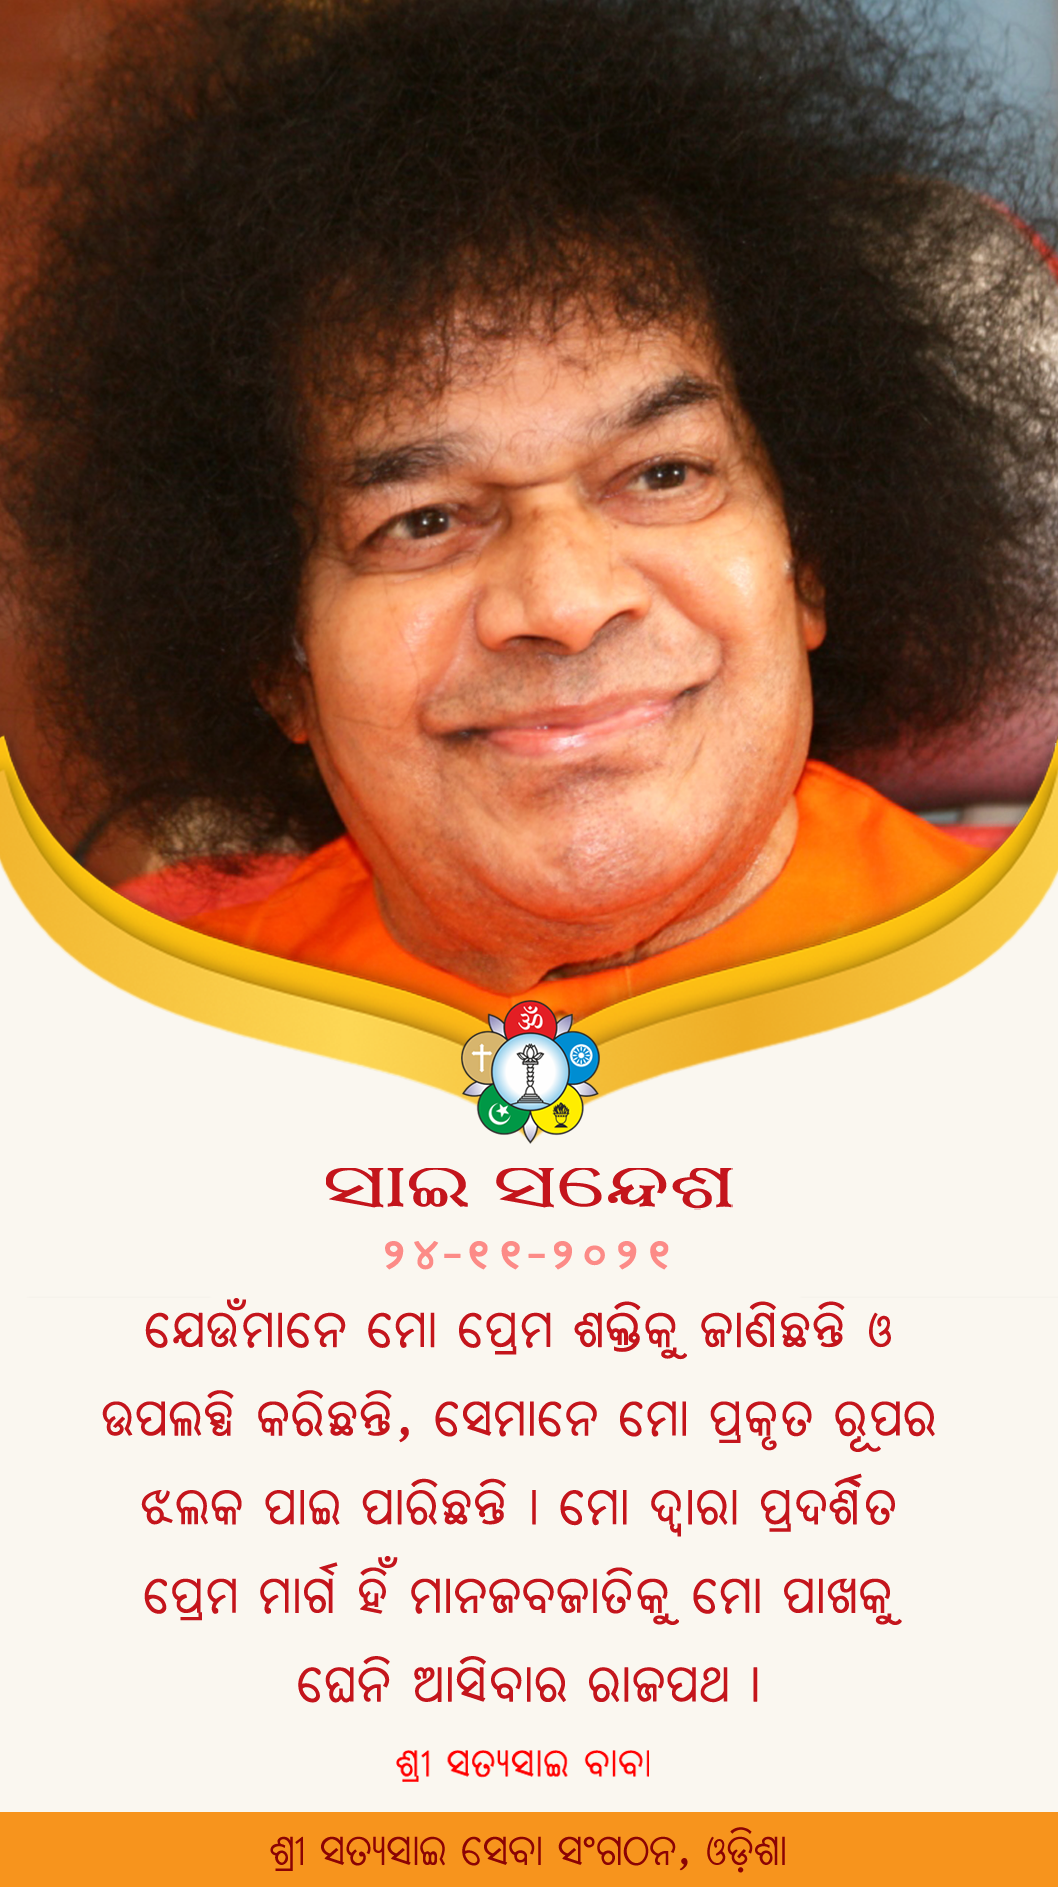 ॐ
ସାଇ ସନ୍ଦେଶ
୨୪-୧୧-୨୦୨୧
ଯେଉଁମାନେ ମୋ ପ୍ରେମ ଶକ୍ତିକୁ ଜାଣିଛନ୍ତି ଓ
ଉପଲବ୍ଧି କରିଛନ୍ତି, ସେମାନେ ମୋ ପ୍ରକୃତ ରୂପର
ଝଲକ ପାଇ ପାରିଛନ୍ତି । ମୋ ଦ୍ୱାରା ପ୍ରଦର୍ଶିତ
ପ୍ରେମ ମାର୍ଗ ହିଁ ମାନଜବଜାତିକୁ ମୋ ପାଖକୁ
ଘେନି ଆସିବାର ରାଜପଥ ।
ଶ୍ରୀ ସତ୍ୟସାଇ ବାବା
ଶ୍ରୀ ସତ୍ୟସାଇ ସେବା ସଂଗଠନ, ଓଡ଼ିଶା